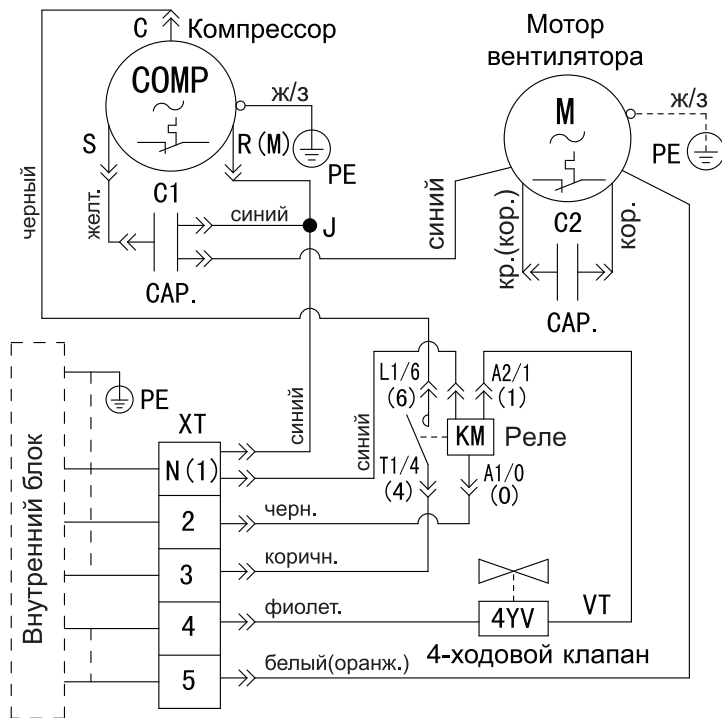 C
Компрессор
COMP
S
R(M)
ж/з
PE
черный
желт.
C1
синий
J
CAP.
Мотор
вентилятора
M
ж/з
PE
синий
кр.(кор.)
C2
кор.
CAP.
Внутренний блок
PE
XT
синий
синий
N(1)
2
3
4
5
L1/6
(6)
A2/1
(1)
KM
Реле
T1/4
(4)
A1/0
(0)
черн.
коричн.
фиолет.
4YV
VT
4-ходовой клапан
белый(оранж.)